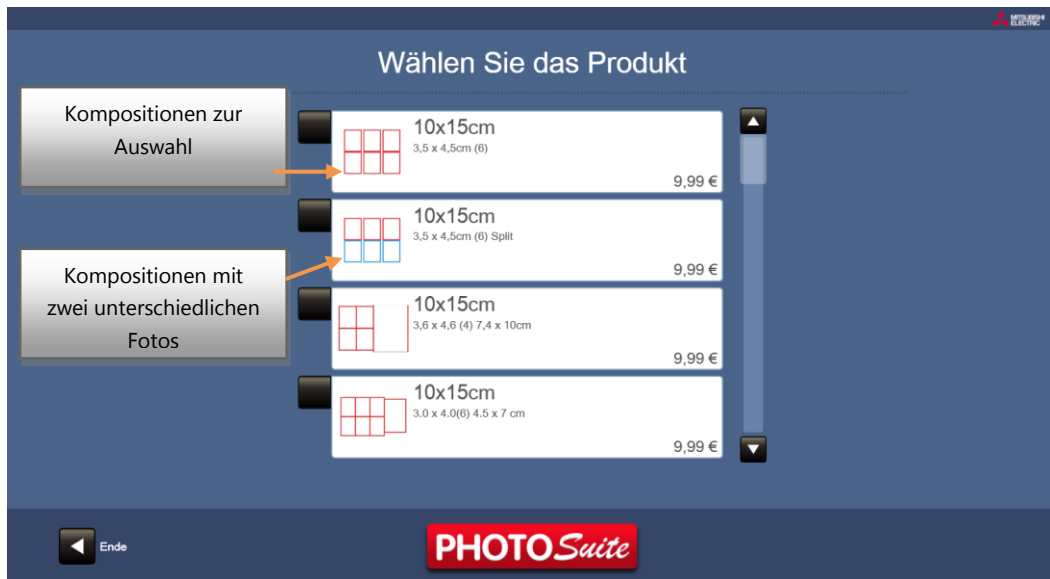 MITSUBISHI
ELECTRIC
Wählen Sie das Produkt
Kompositionen zur
Auswahl
10x15cm
3,5 x 4,5cm (6)
9,99 €
10x15cm
3,5 x 4,5cm (6) Split
9,99 €
Kompositionen mit
zwei unterschiedlichen
Fotos
10x15cm
3,6 x 4,6 (4) 7,4 x 10cm
9,99 €
10x15cm
3.0 x 4.0(6) 4.5 x 7 cm
9,99 €
Ende
PHOTO Suite